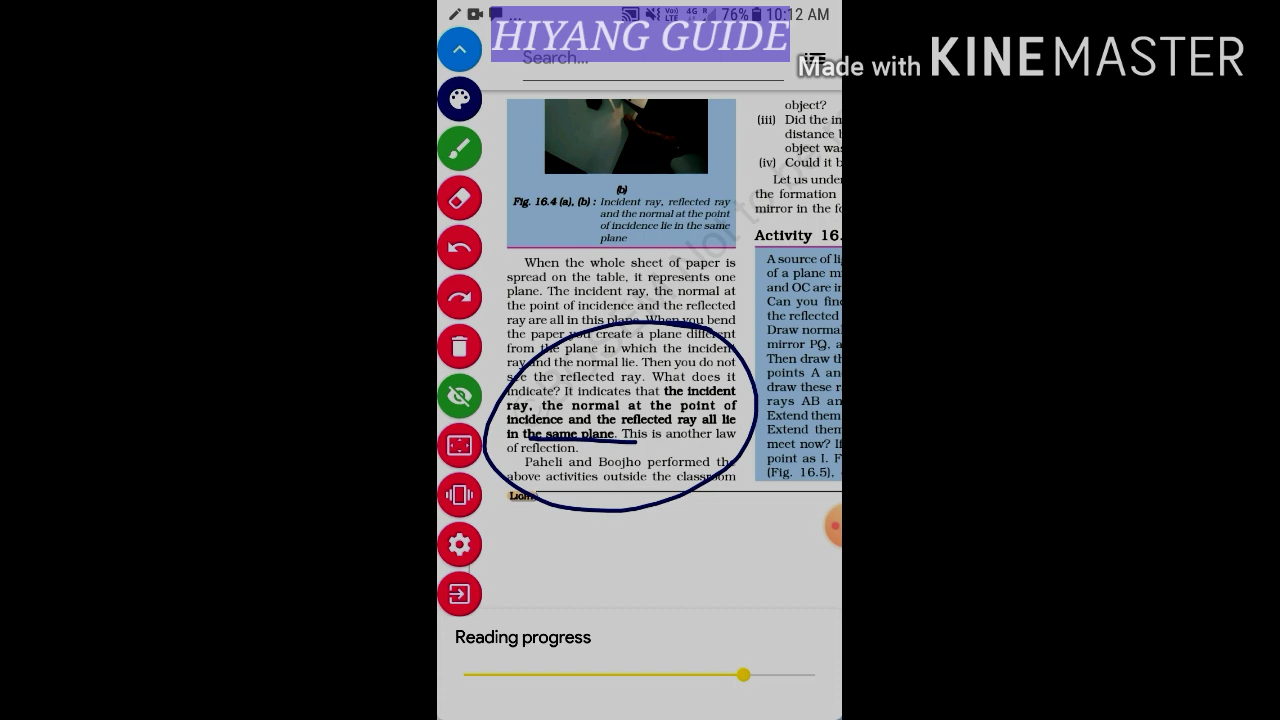 10:12 AM
76%
4G
R
Vo))
LTE
HIYANG GUIDE
Search...
Made with KINEMASTER
(b)
Fig. 16.4 (a), (b) : Incident ray, reflected ray
and the normal at the point
of incidence lie in the same
plane
When the whole sheet of paper is
spread on the table, it represents one
plane. The incident ray, the normal at
the point of incidence and the reflected
ray are all in this plane. When you bend
the paper you create a plane different
from the plane in which the incident
ray and the normal lie. Then you do not
see the reflected ray. What does it
indicate? It indicates that the incident
ray, the normal at the point of
incidence and the reflected ray all lie
in the same plane. This is another law
of reflection.
Paheli and Boojho performed the
above activities outside the classroom
object?
(iii) Did the im
distance b
object was
(iv) Could it b
Let us under
the formation
mirror in the fo
Activity 16.
A source of li
of a plane m
and OC are in
Can you find
the reflected
Draw normal
mirror PQ, a
Then draw th
points A an
draw these r
rays AB an
Extend them
Extend them
meet now? If
point as I. F
(Fig. 16.5),
Reading progress